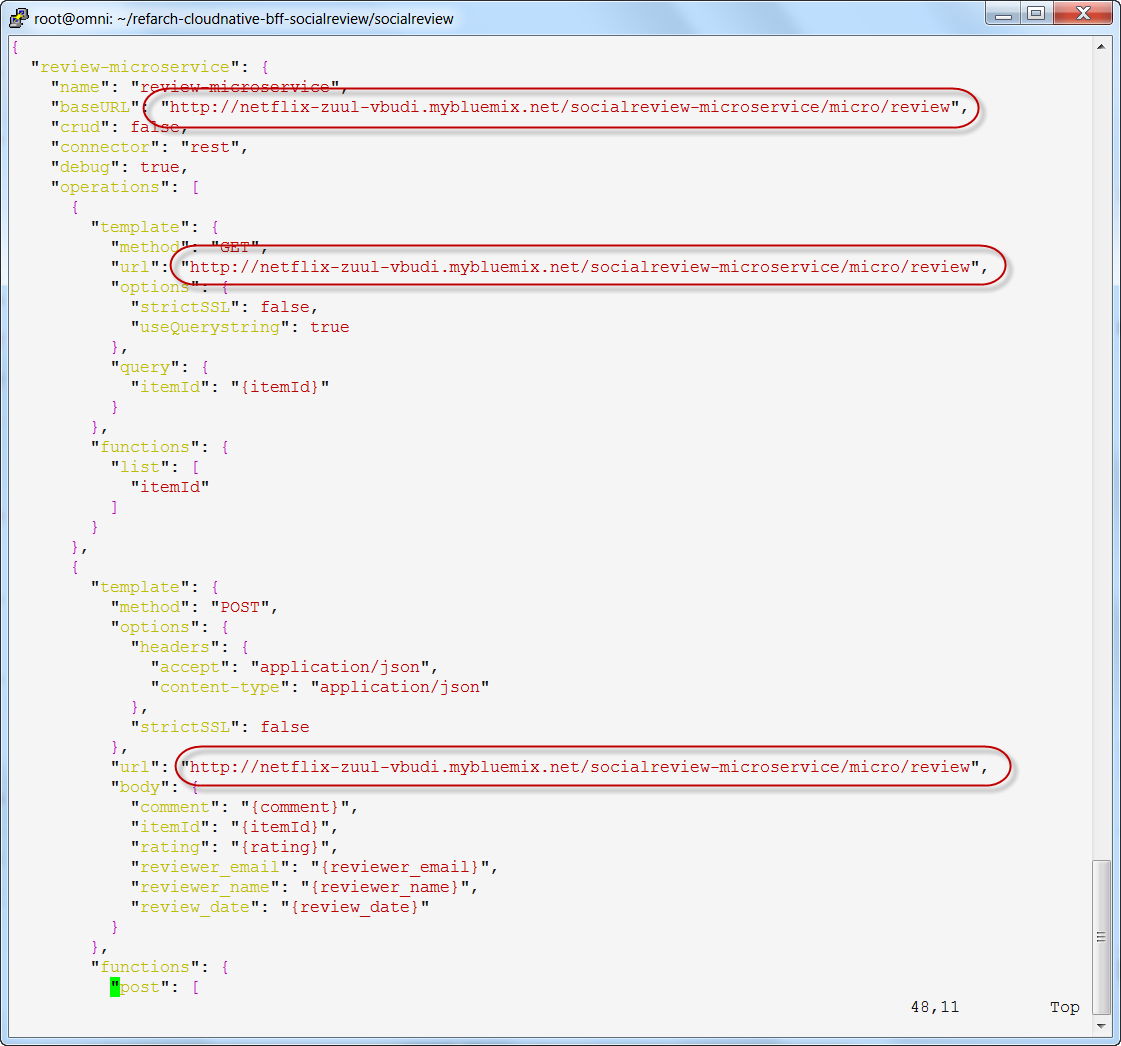 root@omni: ~/refarch-cloudnative-bff-socialreview/socialreview
{
  "review-microservice": {
    "name": "review-microservice",
    "baseURL": "http://netflix-zuul-vbudi.mybluemix.net/socialreview-microservice/micro/review",
    "crud": false,
    "connector": "rest",
    "debug": true,
    "operations": [
      {
        "template": {
          "method": "GET",
          "url": "http://netflix-zuul-vbudi.mybluemix.net/socialreview-microservice/micro/review",
          "options": {
            "strictSSL": false,
            "useQuerystring": true
          },
          "query": {
            "itemId": "{itemId}"
          }
        },
        "functions": {
          "list": [
            "itemId"
          ]
        }
      },
      {
        "template": {
          "method": "POST",
          "options": {
            "headers": {
              "accept": "application/json",
              "content-type": "application/json"
            },
            "strictSSL": false
          },
          "url": "http://netflix-zuul-vbudi.mybluemix.net/socialreview-microservice/micro/review",
          "body": {
            "comment": "{comment}",
            "itemId": "{itemId}",
            "rating": "{rating}",
            "reviewer_email": "{reviewer_email}",
            "reviewer_name": "{reviewer_name}",
            "review_date": "{review_date}"
          }
        },
        "functions": {
          "post": [
48,11 Top